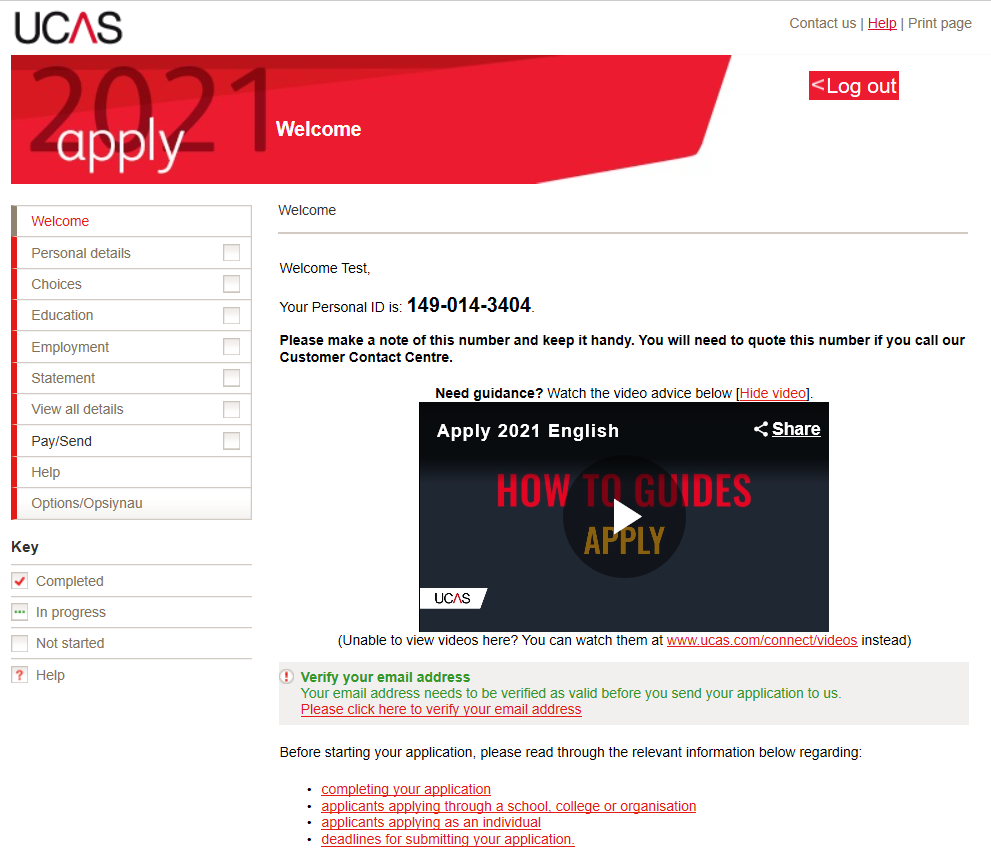 UCAS
Contact us | Help | Print page
2021
apply
Welcome
<Log out
Welcome
Personal details
Choices
Education
Employment
Statement
View all details
Pay/Send
Help
Options/Opsiynau
Key
Completed
In progress
Not started
? Help
Welcome
Welcome Test,
Your Personal ID is: 149-014-3404.
Please make a note of this number and keep it handy. You will need to quote this number if you call our
Customer Contact Centre.
Need guidance? Watch the video advice below [Hide video].
Apply 2021 English
Share
HOW TO GUIDES
APPLY
UCAS
(Unable to view videos here? You can watch them at www.ucas.com/connect/videos instead)
! Verify your email address
Your email address needs to be verified as valid before you send your application to us.
Please click here to verify your email address
Before starting your application, please read through the relevant information below regarding:
• completing your application
• applicants applying through a school, college or organisation
• applicants applying as an individual
• deadlines for submitting your application.